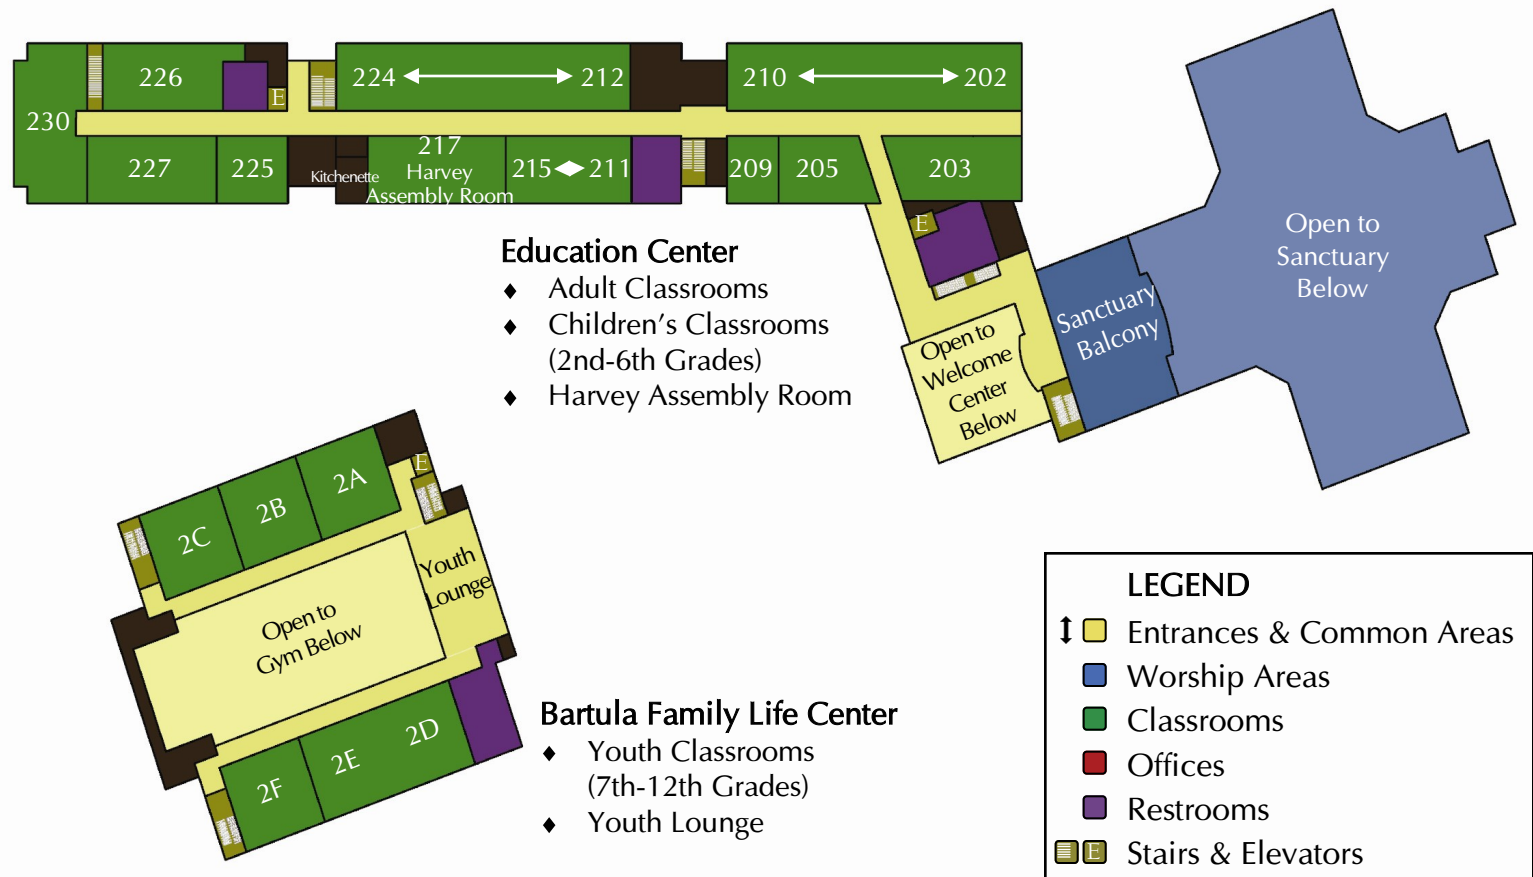 230
226
E
224
212
210
202
227
225
Kitchenette
217
Harvey
Assembly Room
215
211
209
205
203
E
Open to
Sanctuary
Below
Sanctuary
Balcony
Open to
Welcome
Center
Below
Education Center
♦ Adult Classrooms
♦ Children's Classrooms
(2nd-6th Grades)
♦ Harvey Assembly Room
2A
2B
2C
E
Youth
Lounge
Open to
Gym Below
2D
2E
2F
Bartula Family Life Center
♦ Youth Classrooms
(7th-12th Grades)
♦ Youth Lounge
LEGEND
Entrances & Common Areas
Worship Areas
Classrooms
Offices
Restrooms
E Stairs & Elevators